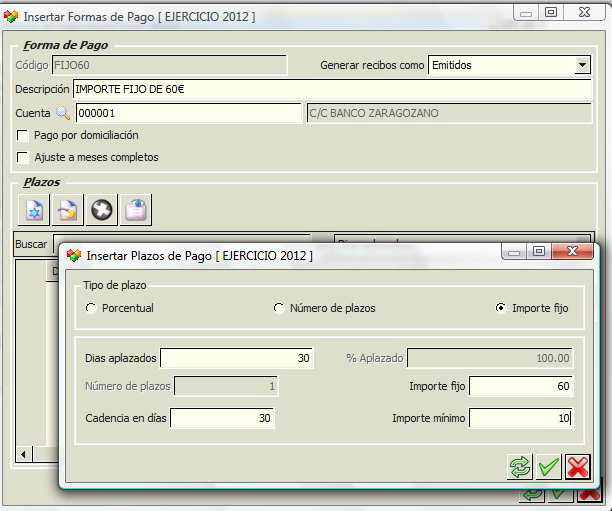 Insertar Formas de Pago [ EJERCICIO 2012 ]
Forma de Pago
Código FIJO60 Generar recibos como Emitidos
Descripción IMPORTE FIJO DE 60€
Cuenta 000001 C/C BANCO ZARAGOZANO
Pago por domiciliación
Ajuste a meses completos
Plazos
Buscar
Insertar Plazos de Pago [ EJERCICIO 2012 ]
Tipo de plazo
Porcentual Número de plazos Importe fijo
Dias aplazados 30 % Aplazado 100.00
Número de plazos 1 Importe fijo 60
Cadencia en días 30 Importe mínimo 10